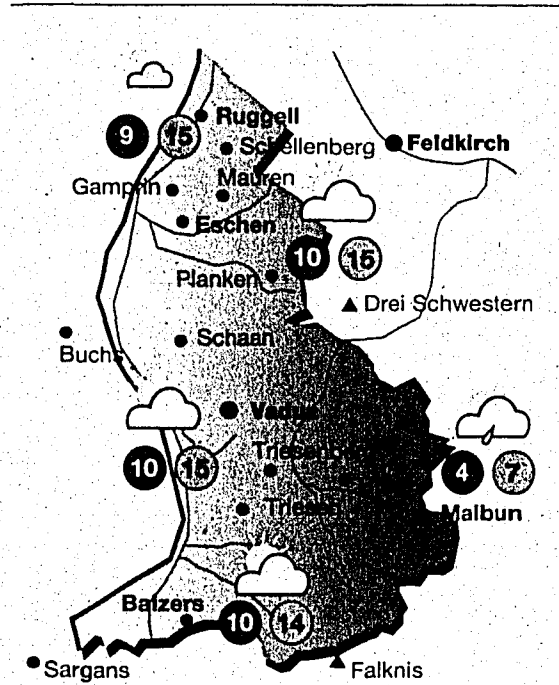 Ruggell
9 15
Schellenberg
Feldkirch
Gamprin
Mauren
Eschen
10 15
Planken
Drei Schwestern
Schaan
Buchs
Vaduz
Triesenberg
10 15
4 7
Triesen
Malbun
Balzers
10 14
Sargans
Falknis